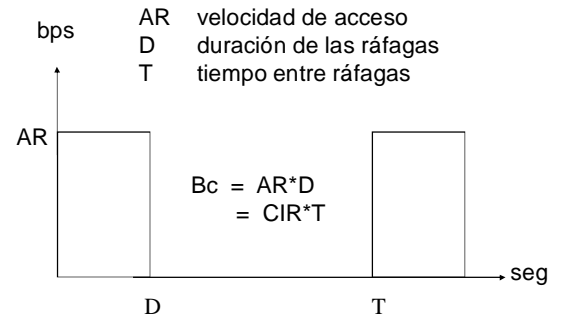 bps
AR velocidad de acceso
D duración de las ráfagas
T tiempo entre ráfagas
AR
Bc = AR*D
= CIR*T
seg
D T